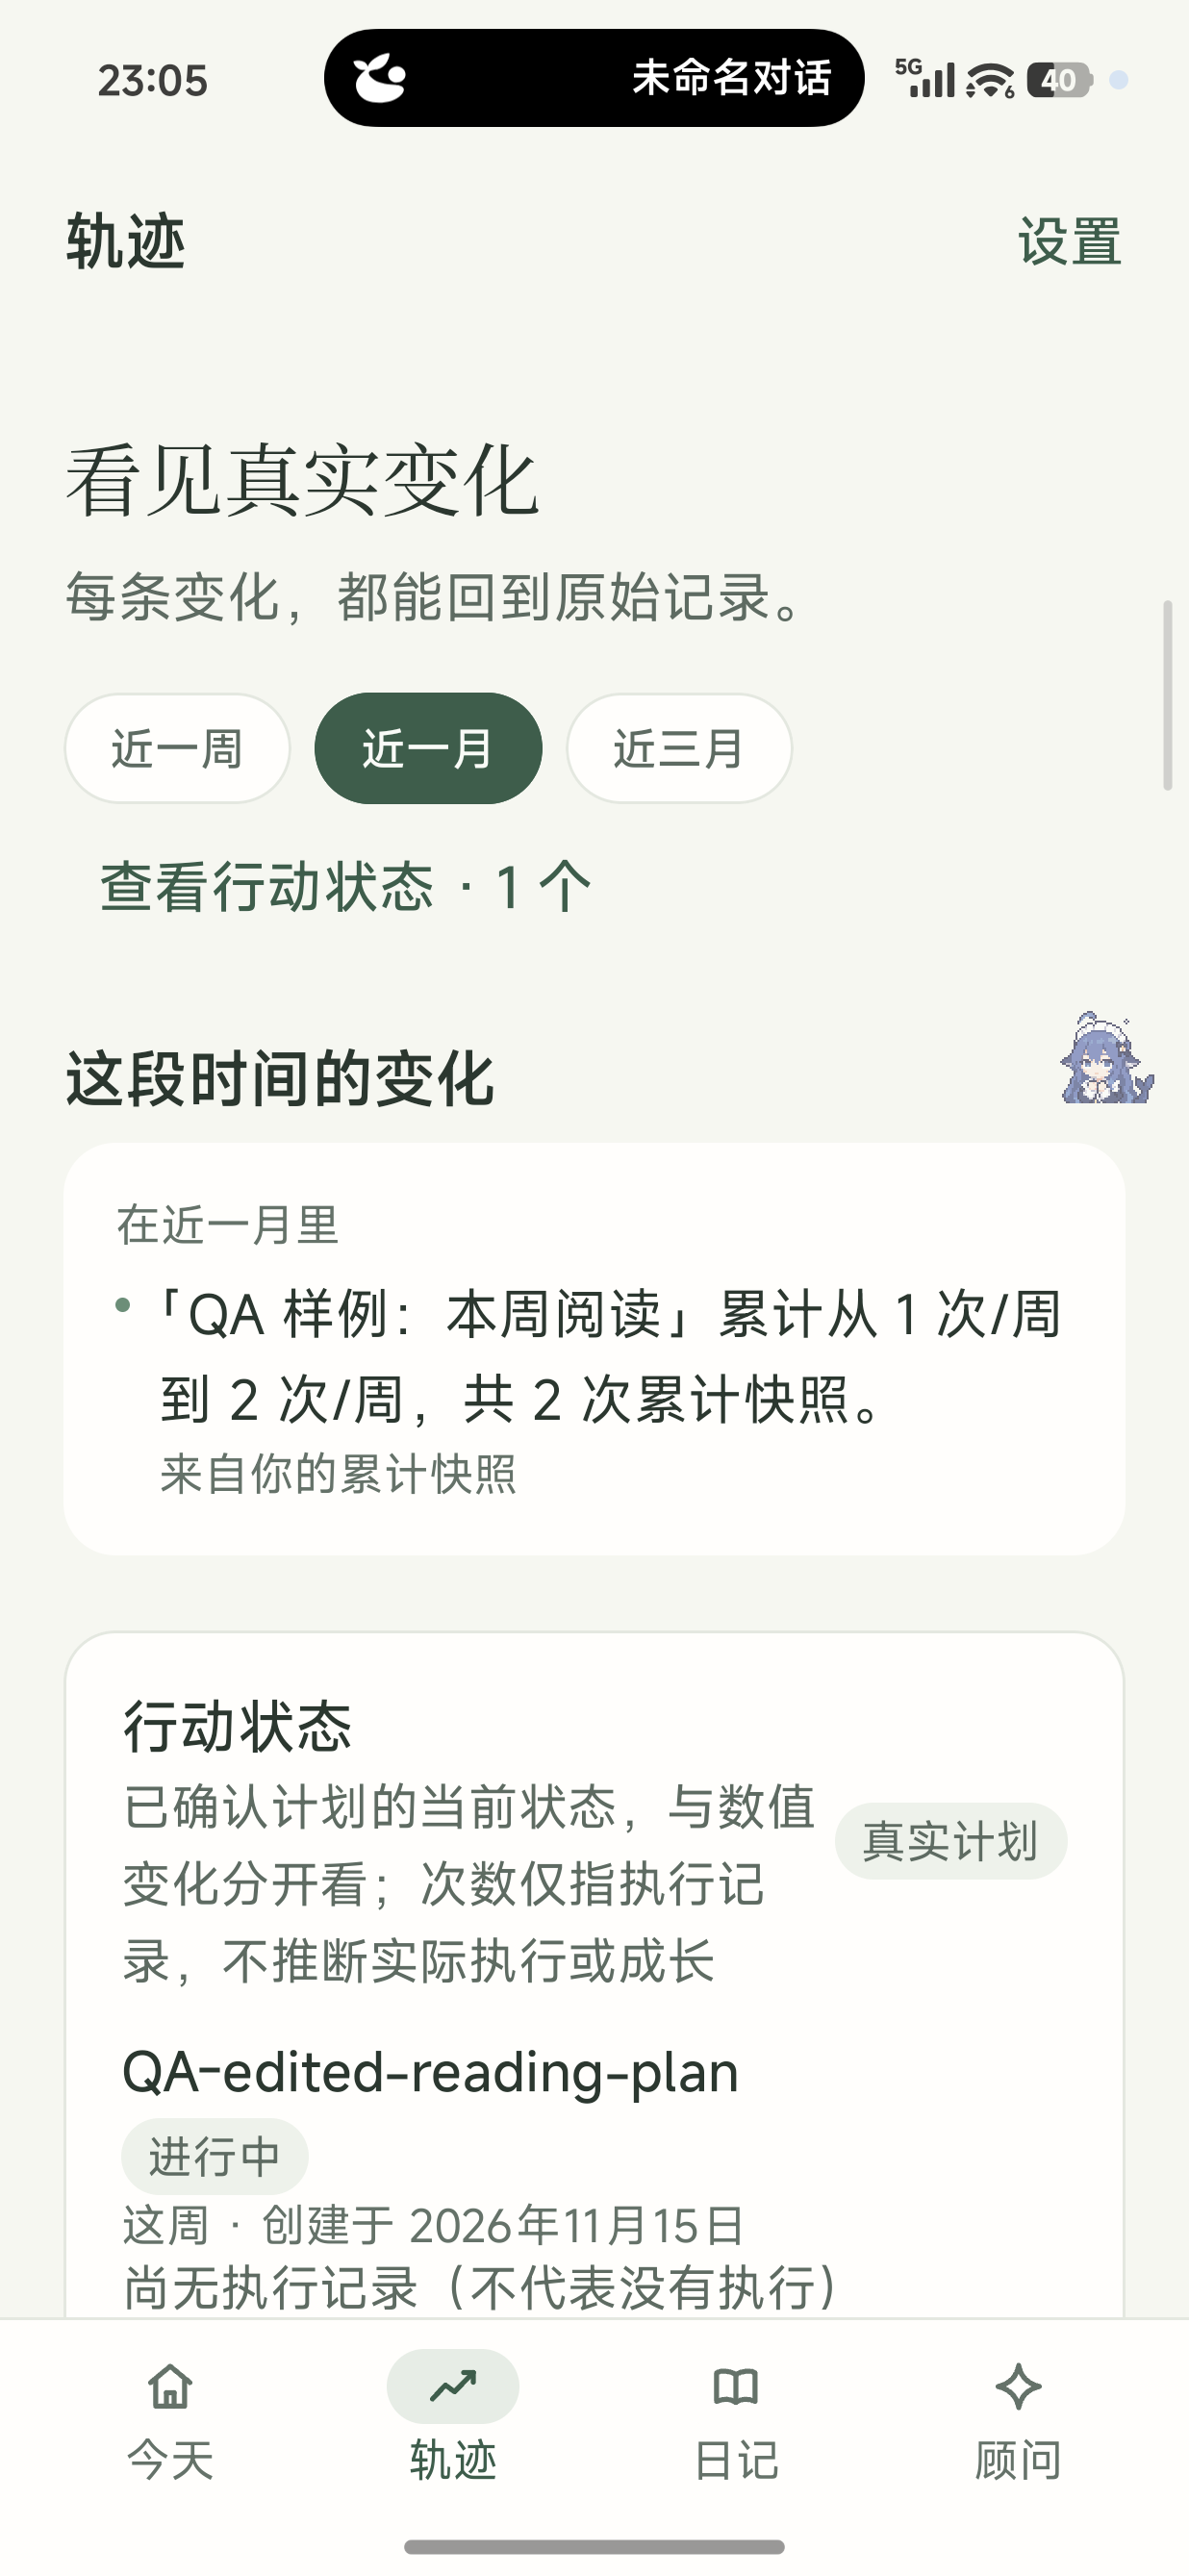 23:05
未命名对话
5G
6
40
轨迹
设置
看见真实变化
每条变化，都能回到原始记录。
近一周
近一月
近三月
查看行动状态 · 1 个
这段时间的变化
在近一月里
「QA 样例：本周阅读」累计从 1 次/周
到 2 次/周，共 2 次累计快照。
来自你的累计快照
行动状态
已确认计划的当前状态，与数值
变化分开看；次数仅指执行记
录，不推断实际执行或成长
真实计划
QA-edited-reading-plan
进行中
这周 · 创建于 2026年11月15日
尚无执行记录（不代表没有执行）
今天
轨迹
日记
顾问